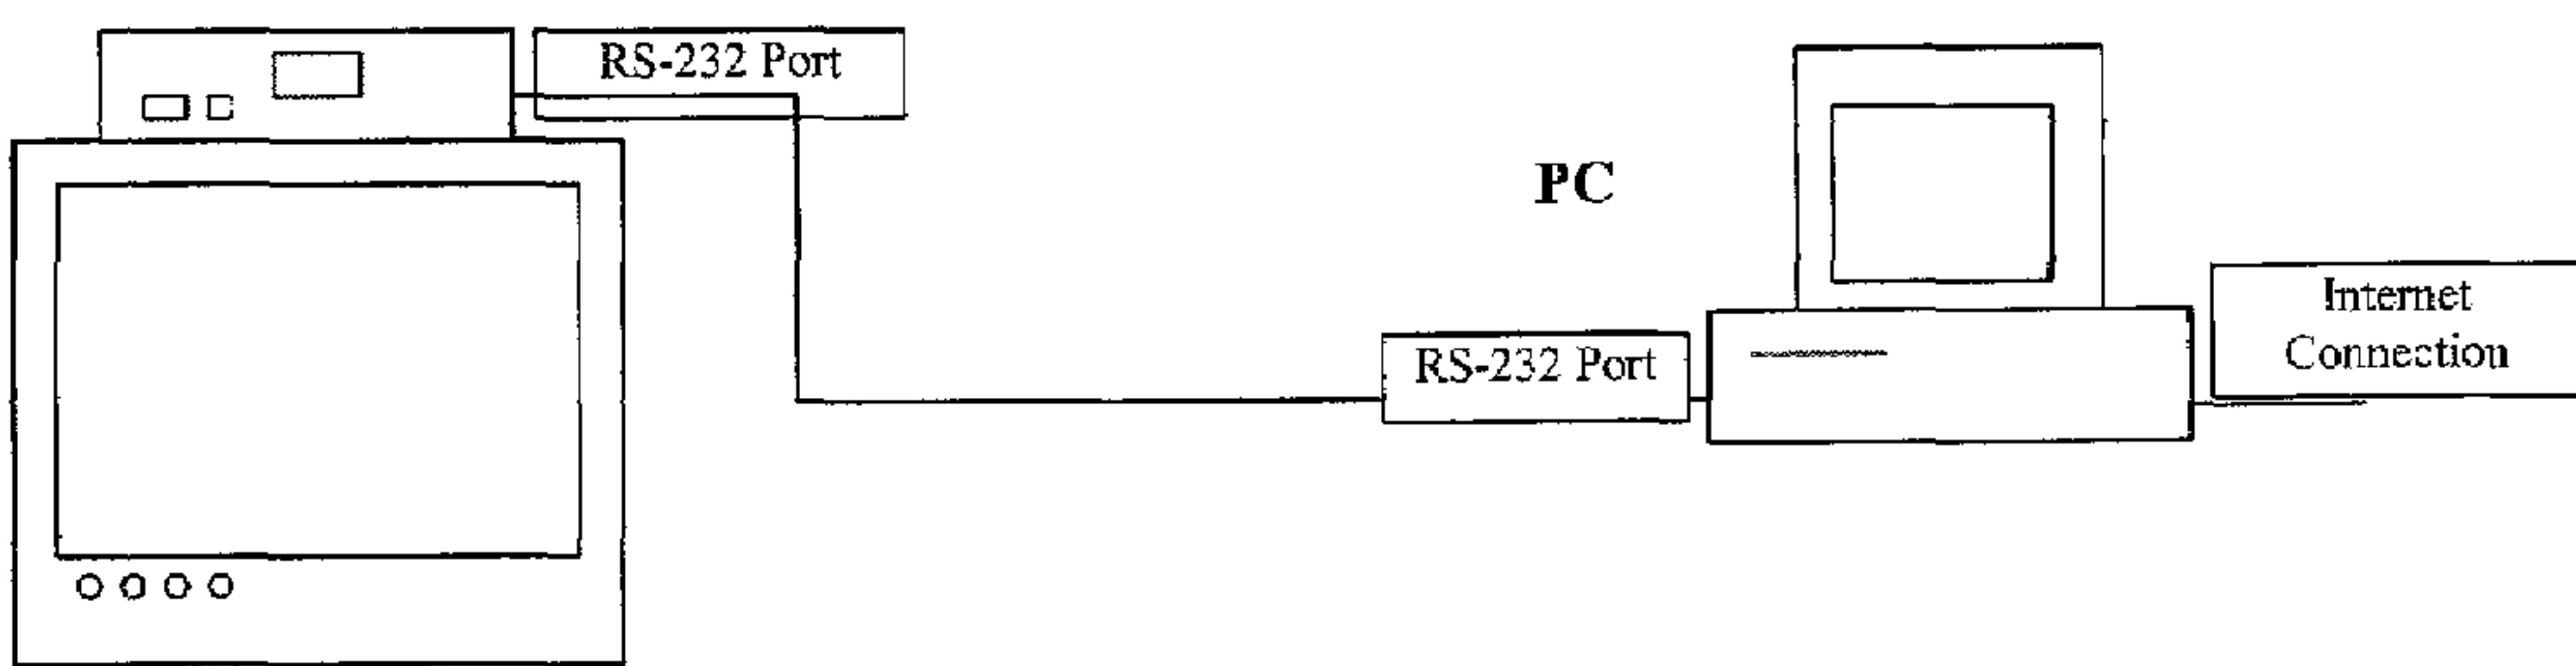 RS-232 Port
PC
RS-232 Port
Internet
Connection